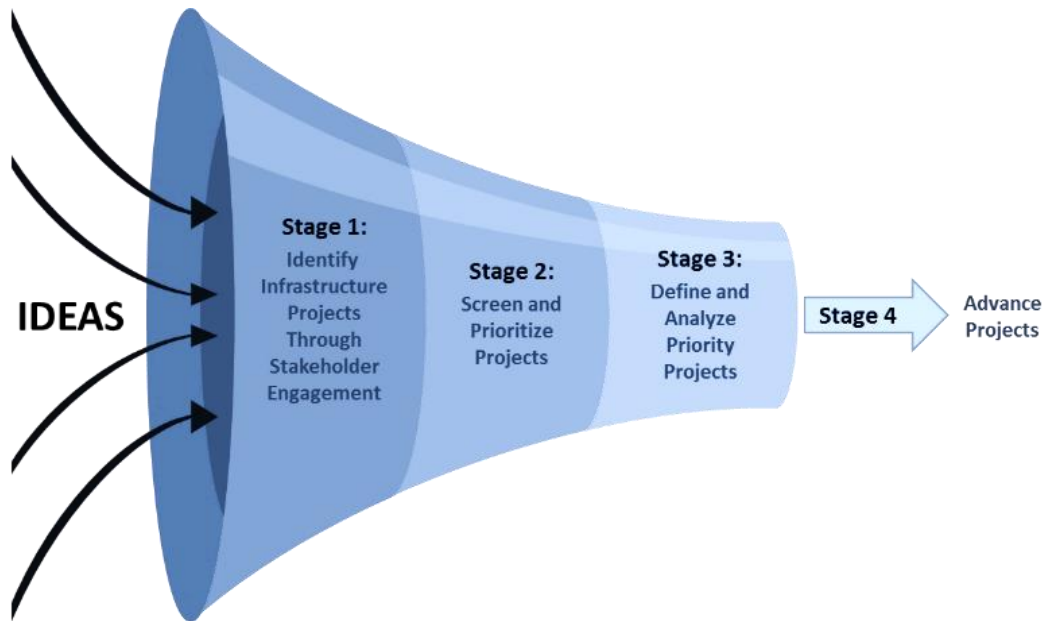 IDEAS
Stage 1:
Identify
Infrastructure
Projects
Through
Stakeholder
Engagement
Stage 2:
Screen and
Prioritize
Projects
Stage 3:
Define and
Analyze
Priority
Projects
Stage 4
Advance
Projects